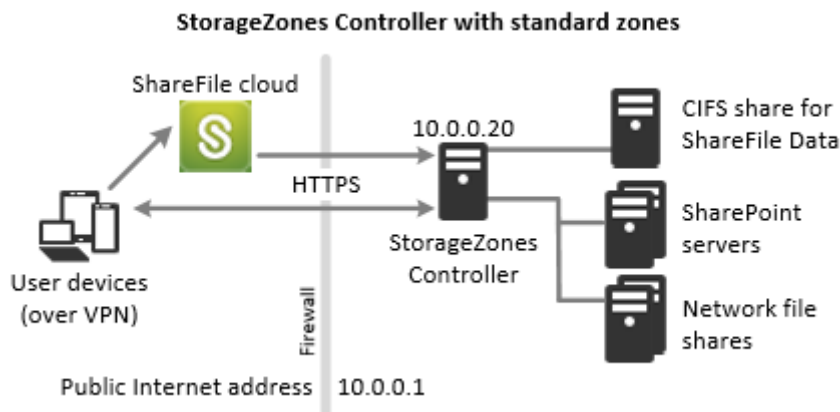 StorageZones Controller with standard zones
ShareFile cloud
S
10.0.0.20
CIFS share for
ShareFile Data
HTTPS
StorageZones
Controller
SharePoint
servers
User devices
(over VPN)
Network file
shares
Firewall
Public Internet address
10.0.0.1